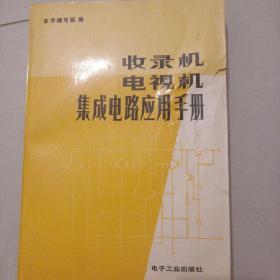 本书编写组 编
收录机
电视机
集成电路应用手册
电子工业出版社